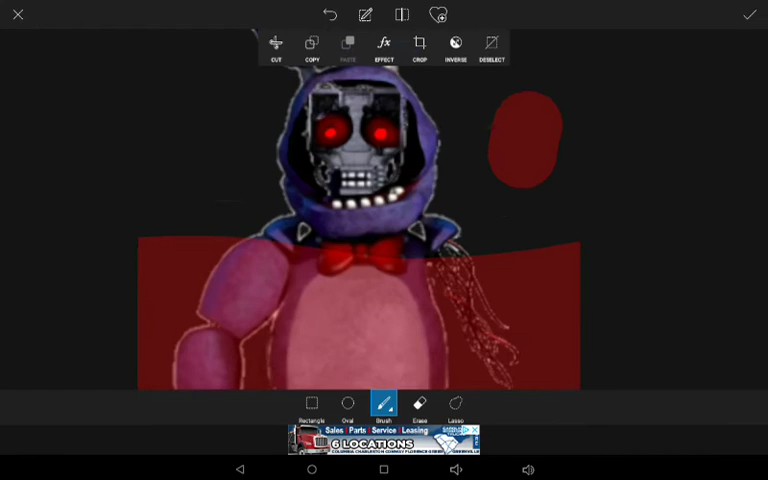 CUT COPY PASTE EFFECT CROP INVERSE DESELECT
Rectangle Oval Brush Erase Lasso
Sales | Parts | Service | Leasing
6 LOCATIONS